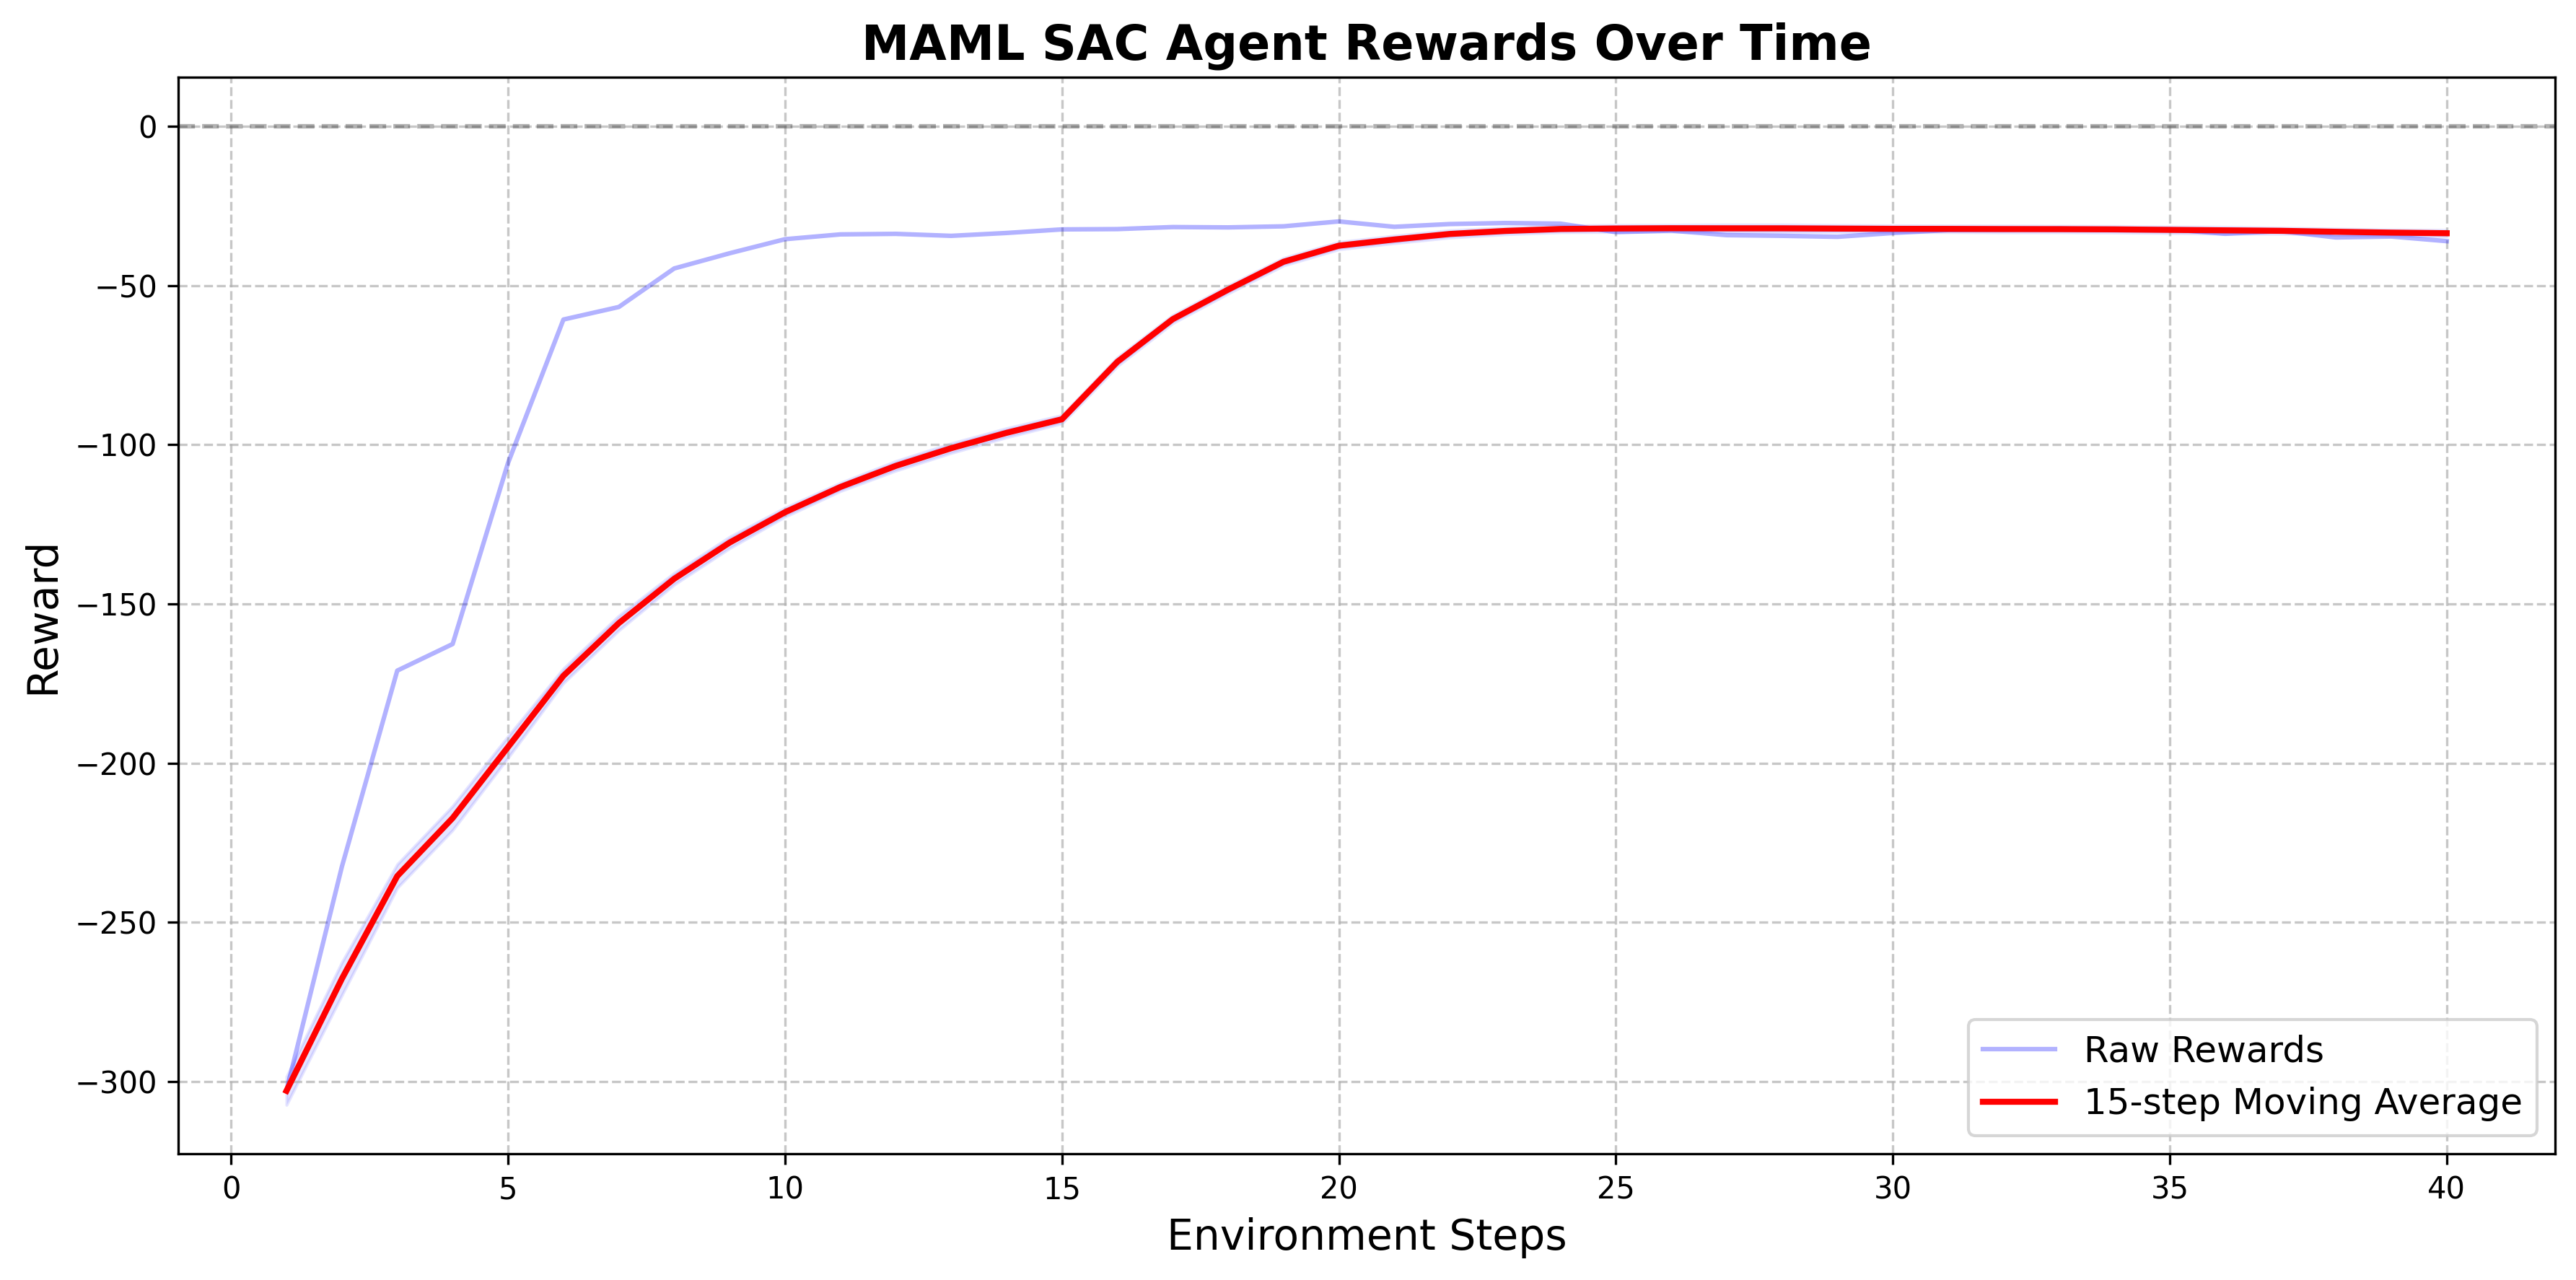 MAML SAC Agent Rewards Over Time
0
−50
−100
−150
−200
−250
−300
Reward
0 5 10 15 20 25 30 35 40
Environment Steps
Raw Rewards
15-step Moving Average